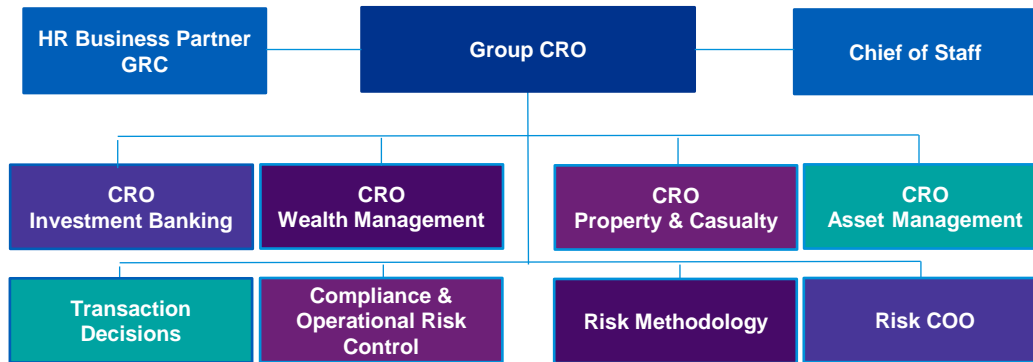 HR Business Partner
GRC
Group CRO
Chief of Staff
CRO
Investment Banking
CRO
Wealth Management
CRO
Property & Casualty
CRO
Asset Management
Transaction
Decisions
Compliance &
Operational Risk
Control
Risk Methodology
Risk COO